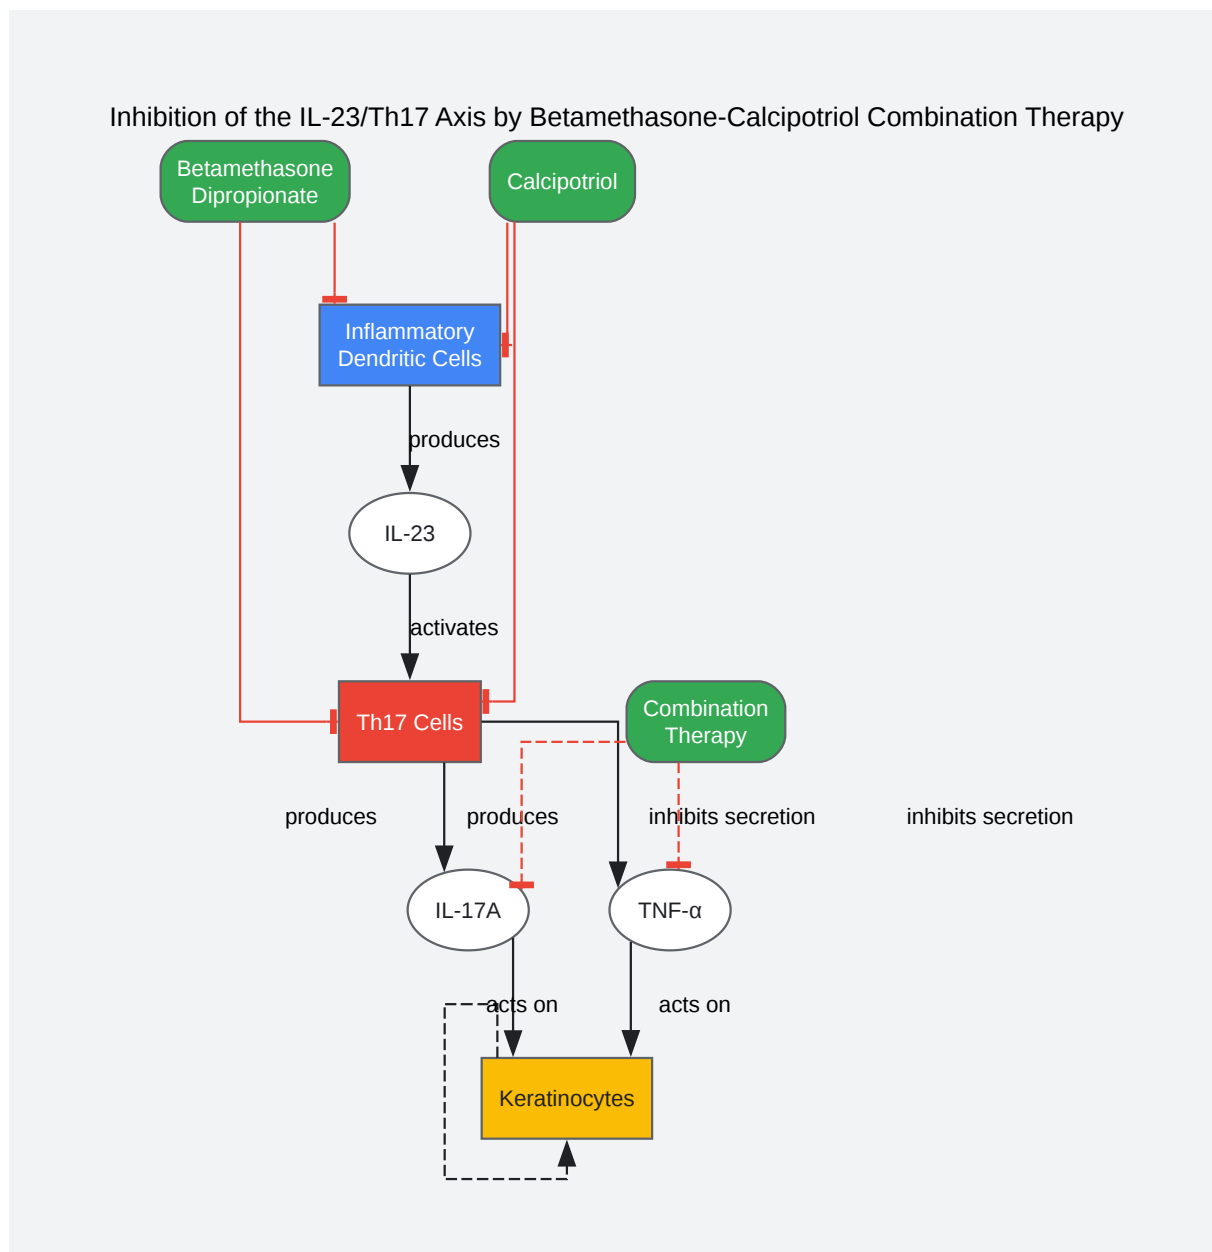 Inhibition of the IL-23/Th17 Axis by Betamethasone-Calcipotriol Combination Therapy
Betamethasone
Dipropionate
Calcipotriol
Inflammatory
Dendritic Cells
produces
IL-23
activates
Th17 Cells
Combination
Therapy
produces
produces
inhibits secretion
inhibits secretion
IL-17A
TNF-α
acts on
acts on
Keratinocytes